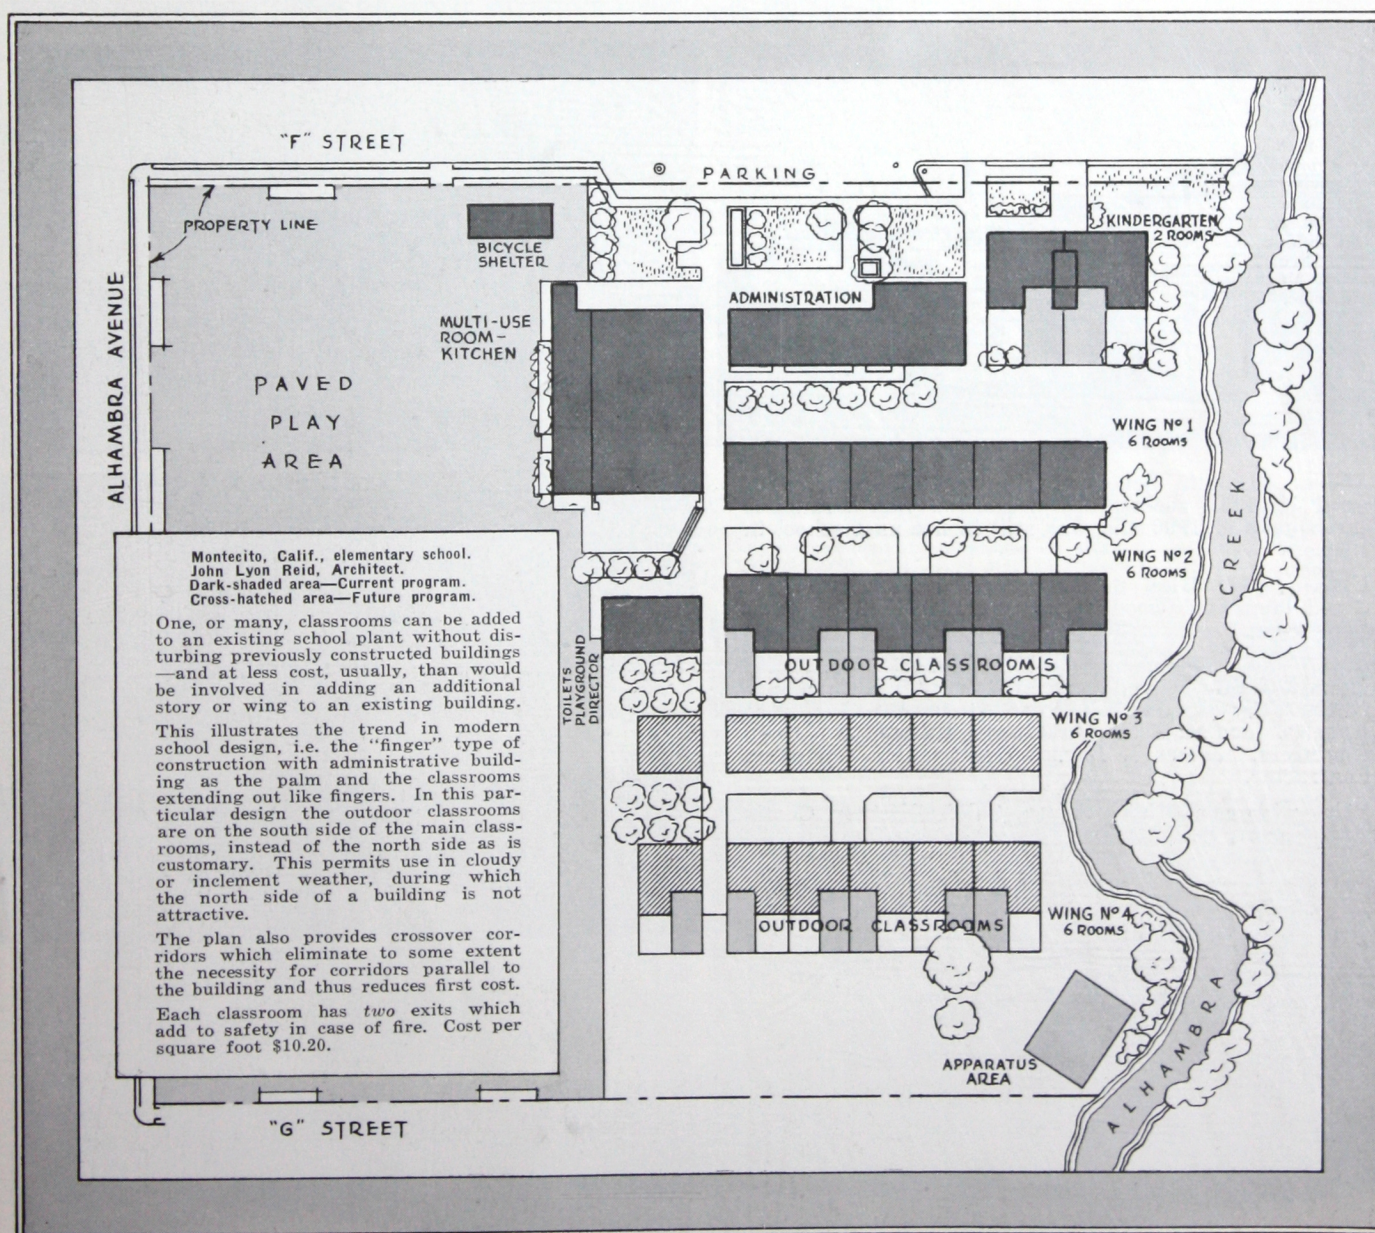 "F" STREET
PARKING
PROPERTY LINE
KINDERGARTEN
2 ROOMS
BICYCLE
SHELTER
ADMINISTRATION
MULTI-USE
ROOM-
KITCHEN
ALHAMBRA AVENUE
PAVED
PLAY
AREA
WING No 1
6 ROOMS
WING No 2
6 ROOMS
CREEK
Montecito, Calif., elementary school.
John Lyon Reid, Architect.
Dark-shaded area—Current program.
Cross-hatched area—Future program.
One, or many, classrooms can be added
to an existing school plant without dis-
turbing previously constructed buildings
—and at less cost, usually, than would
be involved in adding an additional
story or wing to an existing building.
This illustrates the trend in modern
school design, i.e. the "finger" type of
construction with administrative build-
ing as the palm and the classrooms
extending out like fingers. In this par-
ticular design the outdoor classrooms
are on the south side of the main class-
rooms, instead of the north side as is
customary. This permits use in cloudy
or inclement weather, during which
the north side of a building is not
attractive.
The plan also provides crossover cor-
ridors which eliminate to some extent
the necessity for corridors parallel to
the building and thus reduces first cost.
Each classroom has two exits which
add to safety in case of fire. Cost per
square foot $10.20.
TOILETS
PLAYGROUND
DIRECTOR
OUTDOOR CLASSROOMS
WING No 3
6 ROOMS
OUTDOOR CLASSROOMS
WING No 4
6 ROOMS
APPARATUS
AREA
ALHAMBRA
"G" STREET